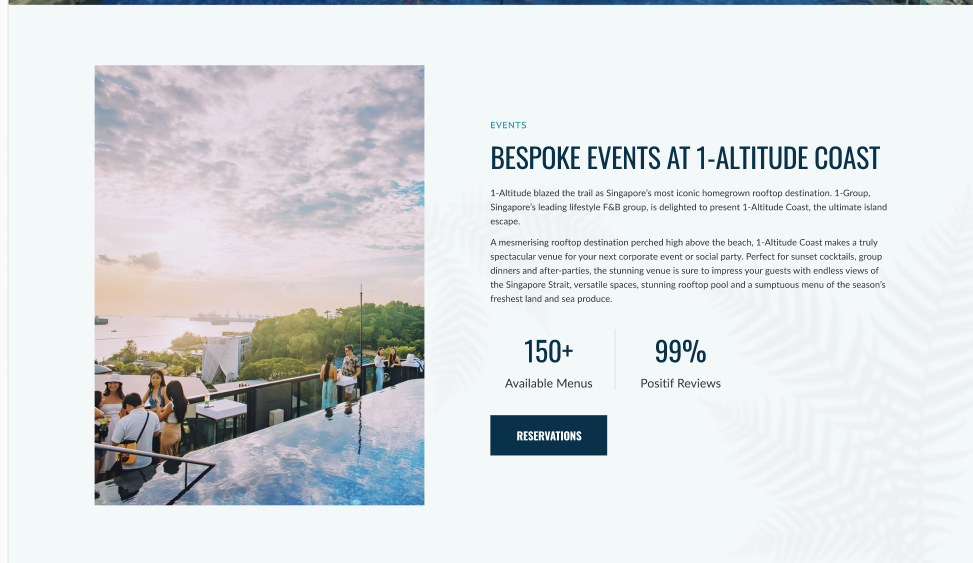 EVENTS
BESPOKE EVENTS AT 1-ALTITUDE COAST
1-Altitude blazed the trail as Singapore's most iconic homegrown rooftop destination. 1-Group,
Singapore's leading lifestyle F&B group, is delighted to present 1-Altitude Coast, the ultimate island
escape.
A mesmerising rooftop destination perched high above the beach, 1-Altitude Coast makes a truly
spectacular venue for your next corporate event or social party. Perfect for sunset cocktails, group
dinners and after-parties, the stunning venue is sure to impress your guests with endless views of
the Singapore Strait, versatile spaces, stunning rooftop pool and a sumptuous menu of the season's
freshest land and sea produce.
150+
Available Menus
99%
Positif Reviews
RESERVATIONS